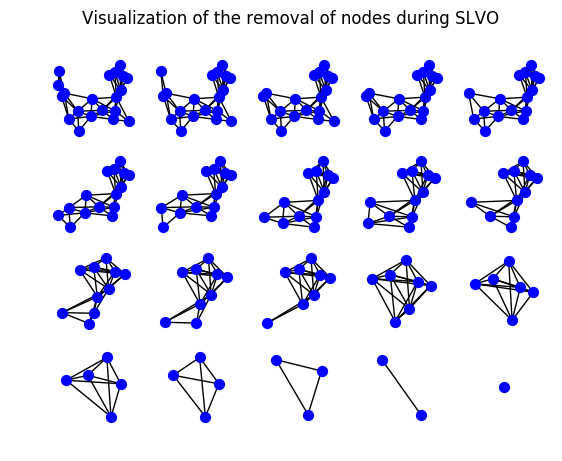 Visualization of the removal of nodes during SLVO